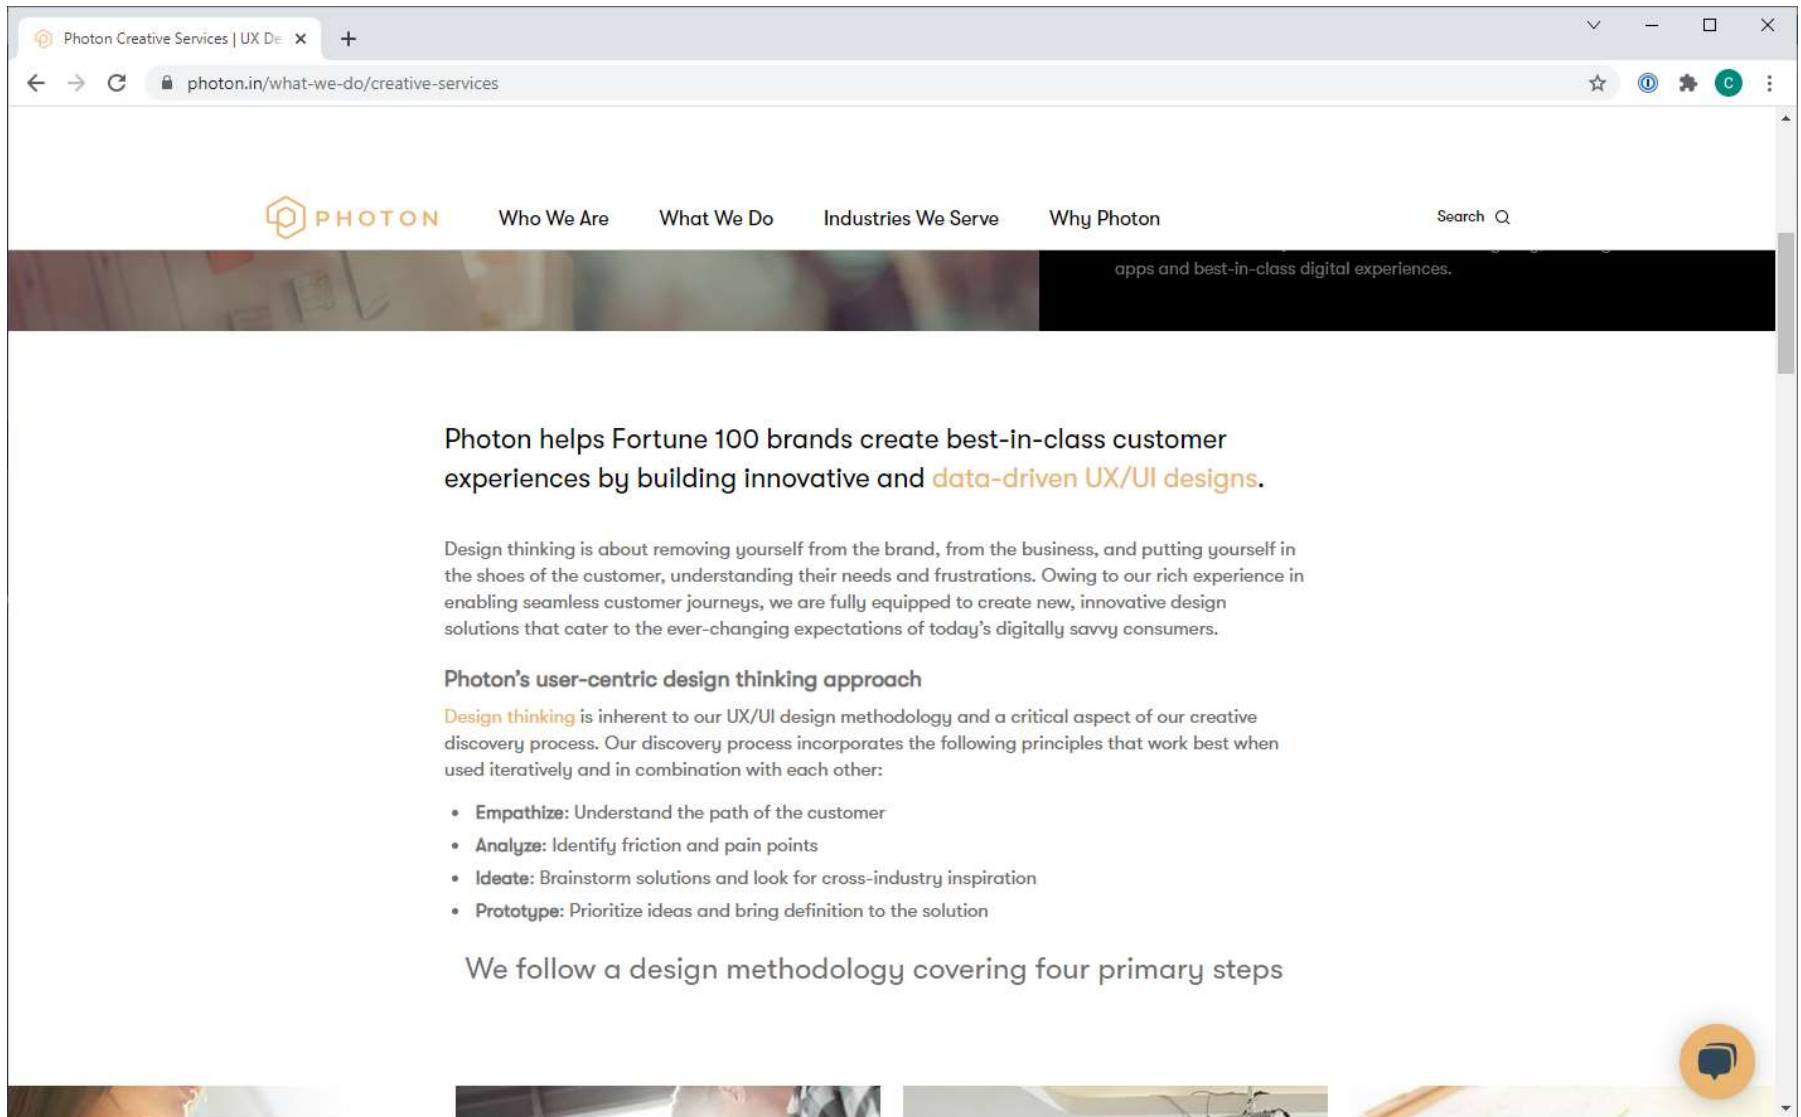 Photon Creative Services | UX De
photon.in/what-we-do/creative-services
C
PHOTON
Who We Are
What We Do
Industries We Serve
Why Photon
Search
apps and best-in-class digital experiences.
Photon helps Fortune 100 brands create best-in-class customer
experiences by building innovative and data-driven UX/UI designs.
Design thinking is about removing yourself from the brand, from the business, and putting yourself in
the shoes of the customer, understanding their needs and frustrations. Owing to our rich experience in
enabling seamless customer journeys, we are fully equipped to create new, innovative design
solutions that cater to the ever-changing expectations of today’s digitally savvy consumers.
Photon’s user-centric design thinking approach
Design thinking is inherent to our UX/UI design methodology and a critical aspect of our creative
discovery process. Our discovery process incorporates the following principles that work best when
used iteratively and in combination with each other:
• Empathize: Understand the path of the customer
• Analyze: Identify friction and pain points
• Ideate: Brainstorm solutions and look for cross-industry inspiration
• Prototype: Prioritize ideas and bring definition to the solution
We follow a design methodology covering four primary steps